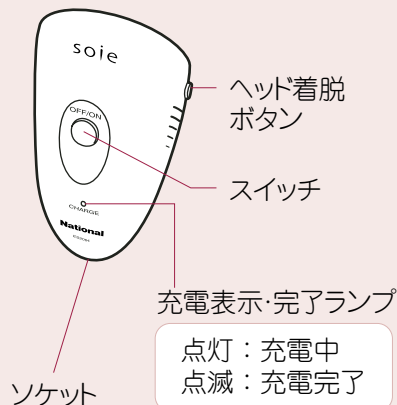 soie
ヘッド着脱
ボタン
OFF/ON
スイッチ
CHARGE
National
充電表示・完了ランプ
点灯：充電中
点滅：充電完了
ソケット